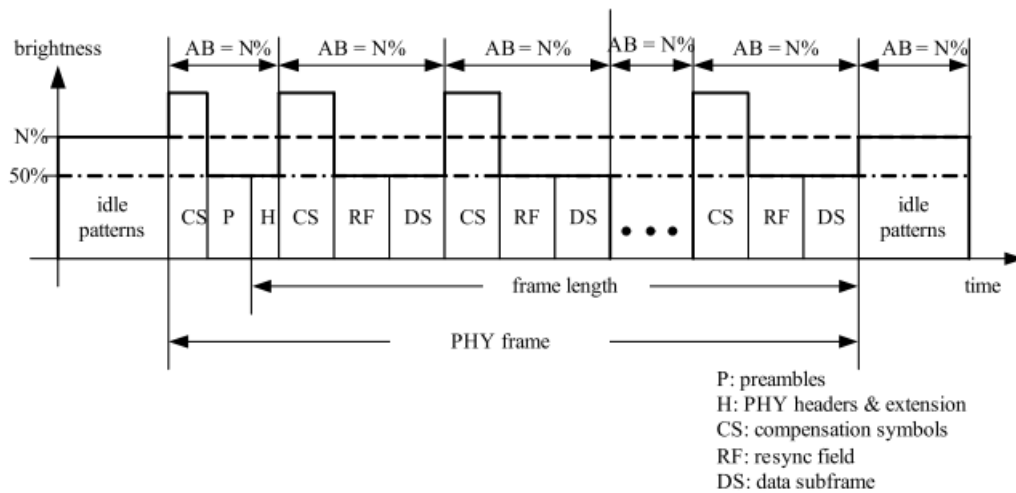 AB = N% AB = N% AB = N% AB = N% AB = N% AB = N%
brightness
N%
50%
idle patterns CS P H CS RF DS CS RF DS • • • CS RF DS idle patterns
frame length
time
PHY frame
P: preambles
H: PHY headers & extension
CS: compensation symbols
RF: resync field
DS: data subframe